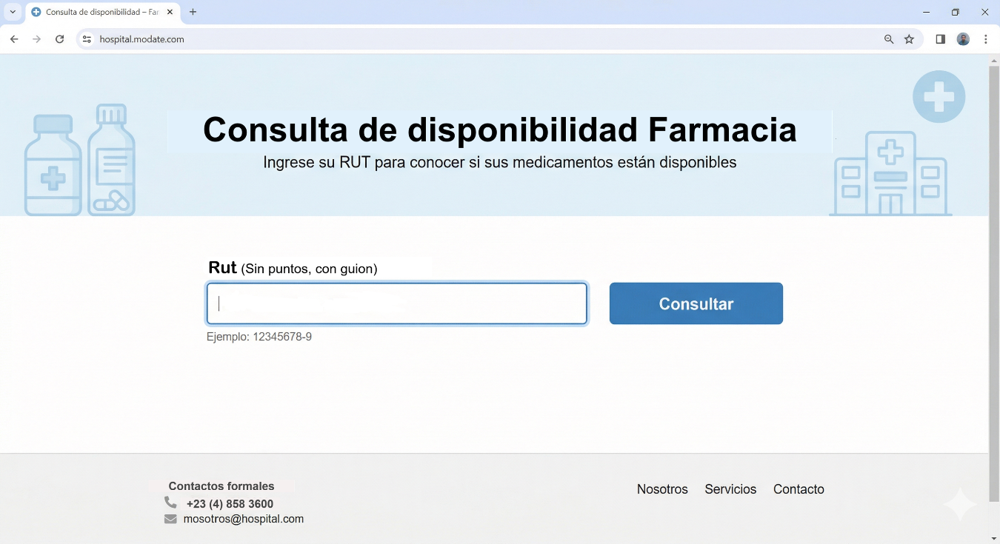 Consulta de disponibilidad – Far
hospital.modate.com
Consulta de disponibilidad Farmacia
Ingrese su RUT para conocer si sus medicamentos están disponibles
Rut (Sin puntos, con guion)
Consultar
Ejemplo: 12345678-9
Contactos formales
+23 (4) 858 3600
mosotros@hospital.com
Nosotros Servicios Contacto